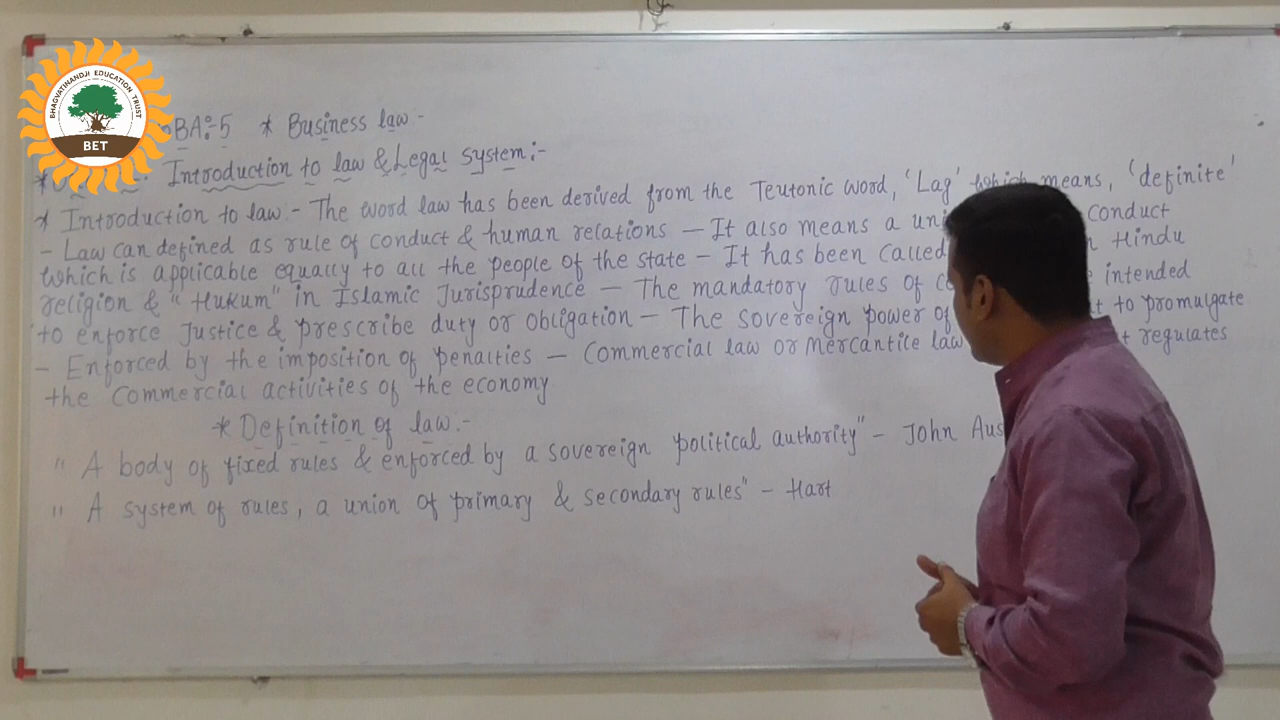 BHAGVATINANDJI EDUCATION TRUST
BET
BA:-5 * Business law -
* Introduction to law & Legal system:-
* Introduction to law:- The word law has been derived from the Teutonic word, 'Lag' which means, 'definite'
- Law can defined as rule of conduct & human relations - It also means a conduct
which is applicable equally to all the people of the state - It has been called Hindu
religion & "Hukum" in Islamic Jurisprudence - The mandatory rules of intended
to enforce Justice & prescribe duty or obligation - The sovereign power of to promulgate
- Enforced by the imposition of penalties - Commercial law or Mercantile law regulates
the commercial activities of the economy
* Definition of law:-
" A body of fixed rules & enforced by a sovereign political authority" - John
" A system of rules, a union of primary & secondary rules" - Hart